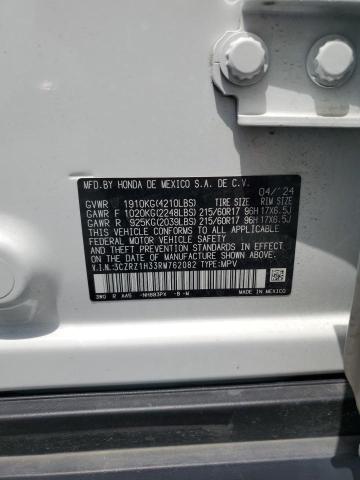 MFD.BY HONDA DE MEXICO S.A. DE C.V.
04/'24
GVWR 1910KG(4210LBS) TIRE SIZE RIM SIZE
GAWR F 1020KG(2248LBS) 215/60R17 96H 17X6.5J
GAWR R 925KG(2039LBS) 215/60R17 96H 17X6.5J
THIS VEHICLE CONFORMS TO ALL APPLICABLE
FEDERAL MOTOR VEHICLE SAFETY AND THEFT
PREVENTION STANDARDS IN EFFECT ON THE
DATE OF MANUFACTURE SHOWN ABOVE.
V.I.N.:3CZRZ1H33RM762082 TYPE:MPV
3W0 R AA5 -NH883PX -B -W
MADE IN MEXICO